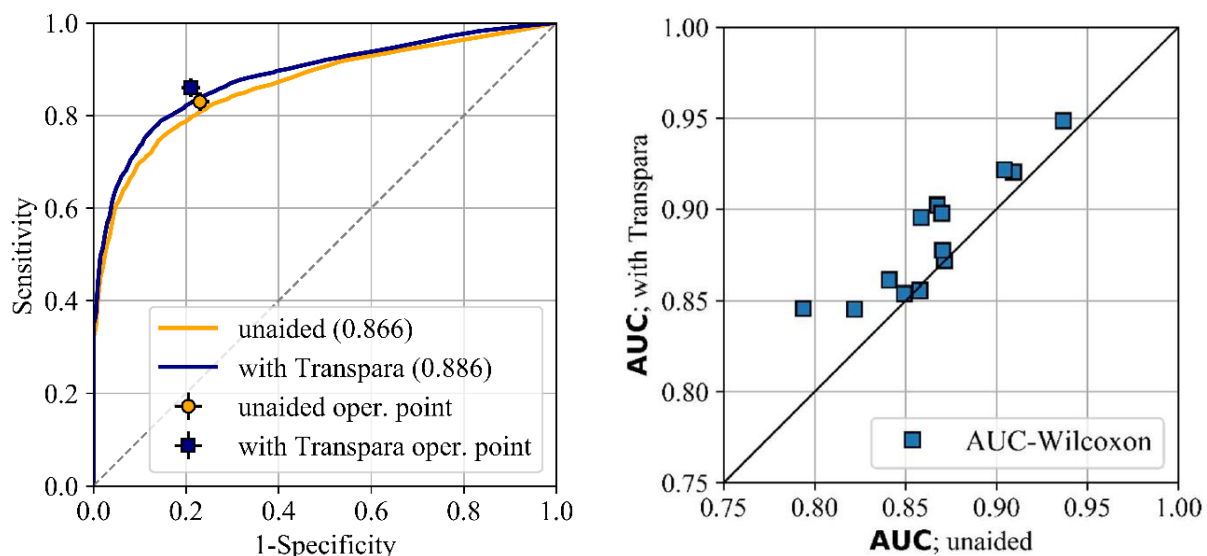 1.0
0.8
0.6
0.4
0.2
0.0
Sensitivity
unaided (0.866)
with Transpara (0.886)
unaided oper. point
with Transpara oper. point
0.0 0.2 0.4 0.6 0.8 1.0
1-Specificity
1.00
0.95
0.90
0.85
0.80
0.75
AUC; with Transpara
AUC-Wilcoxon
0.75 0.80 0.85 0.90 0.95 1.00
AUC; unaided